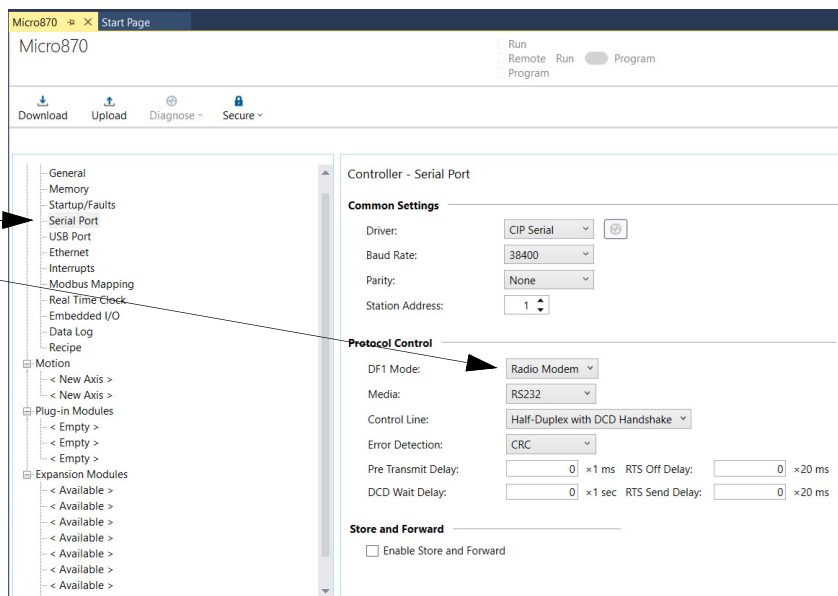 Micro870 Start Page
Micro870
Run
Remote Run Program
Program
Download Upload Diagnose Secure
General
Memory
Startup/Faults
Serial Port
USB Port
Ethernet
Interrupts
Modbus Mapping
Real Time Clock
Embedded I/O
Data Log
Recipe
Motion
< New Axis >
< New Axis >
Plug-in Modules
< Empty >
< Empty >
< Empty >
Expansion Modules
< Available >
< Available >
< Available >
< Available >
< Available >
< Available >
< Available >
Controller - Serial Port
Common Settings
Driver: CIP Serial
Baud Rate: 38400
Parity: None
Station Address: 1
Protocol Control
DF1 Mode: Radio Modem
Media: RS232
Control Line: Half-Duplex with DCD Handshake
Error Detection: CRC
Pre Transmit Delay: 0 ×1 ms RTS Off Delay: 0 ×20 ms
DCD Wait Delay: 0 ×1 sec RTS Send Delay: 0 ×20 ms
Store and Forward
Enable Store and Forward